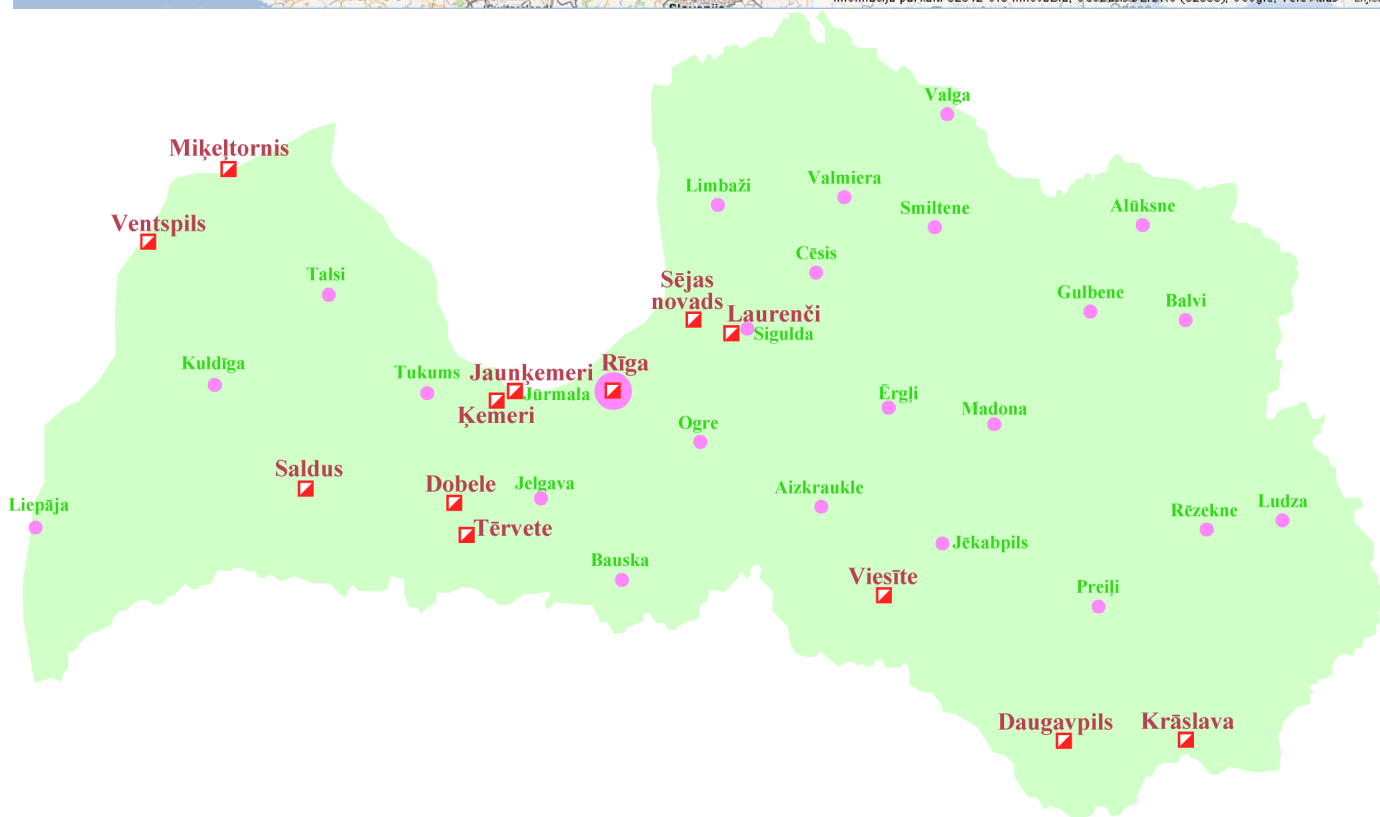 Valga
Miķeļtornis
Valmiera
Limbaži
Smiltene
Alūksne
Ventspils
Cēsis
Talsi
Sējas
novads
Gulbene
Balvi
Laurenči
Sigulda
Kuldīga
Tukums
Jaunķemeri
Rīga
Jūrmala
Ķemeri
Ērgļi
Madona
Ogre
Saldus
Dobele
Jelgava
Aizkraukle
Liepāja
Rēzekne
Ludza
Tērvete
Jēkabpils
Bauska
Viesīte
Preiļi
Daugavpils
Krāslava